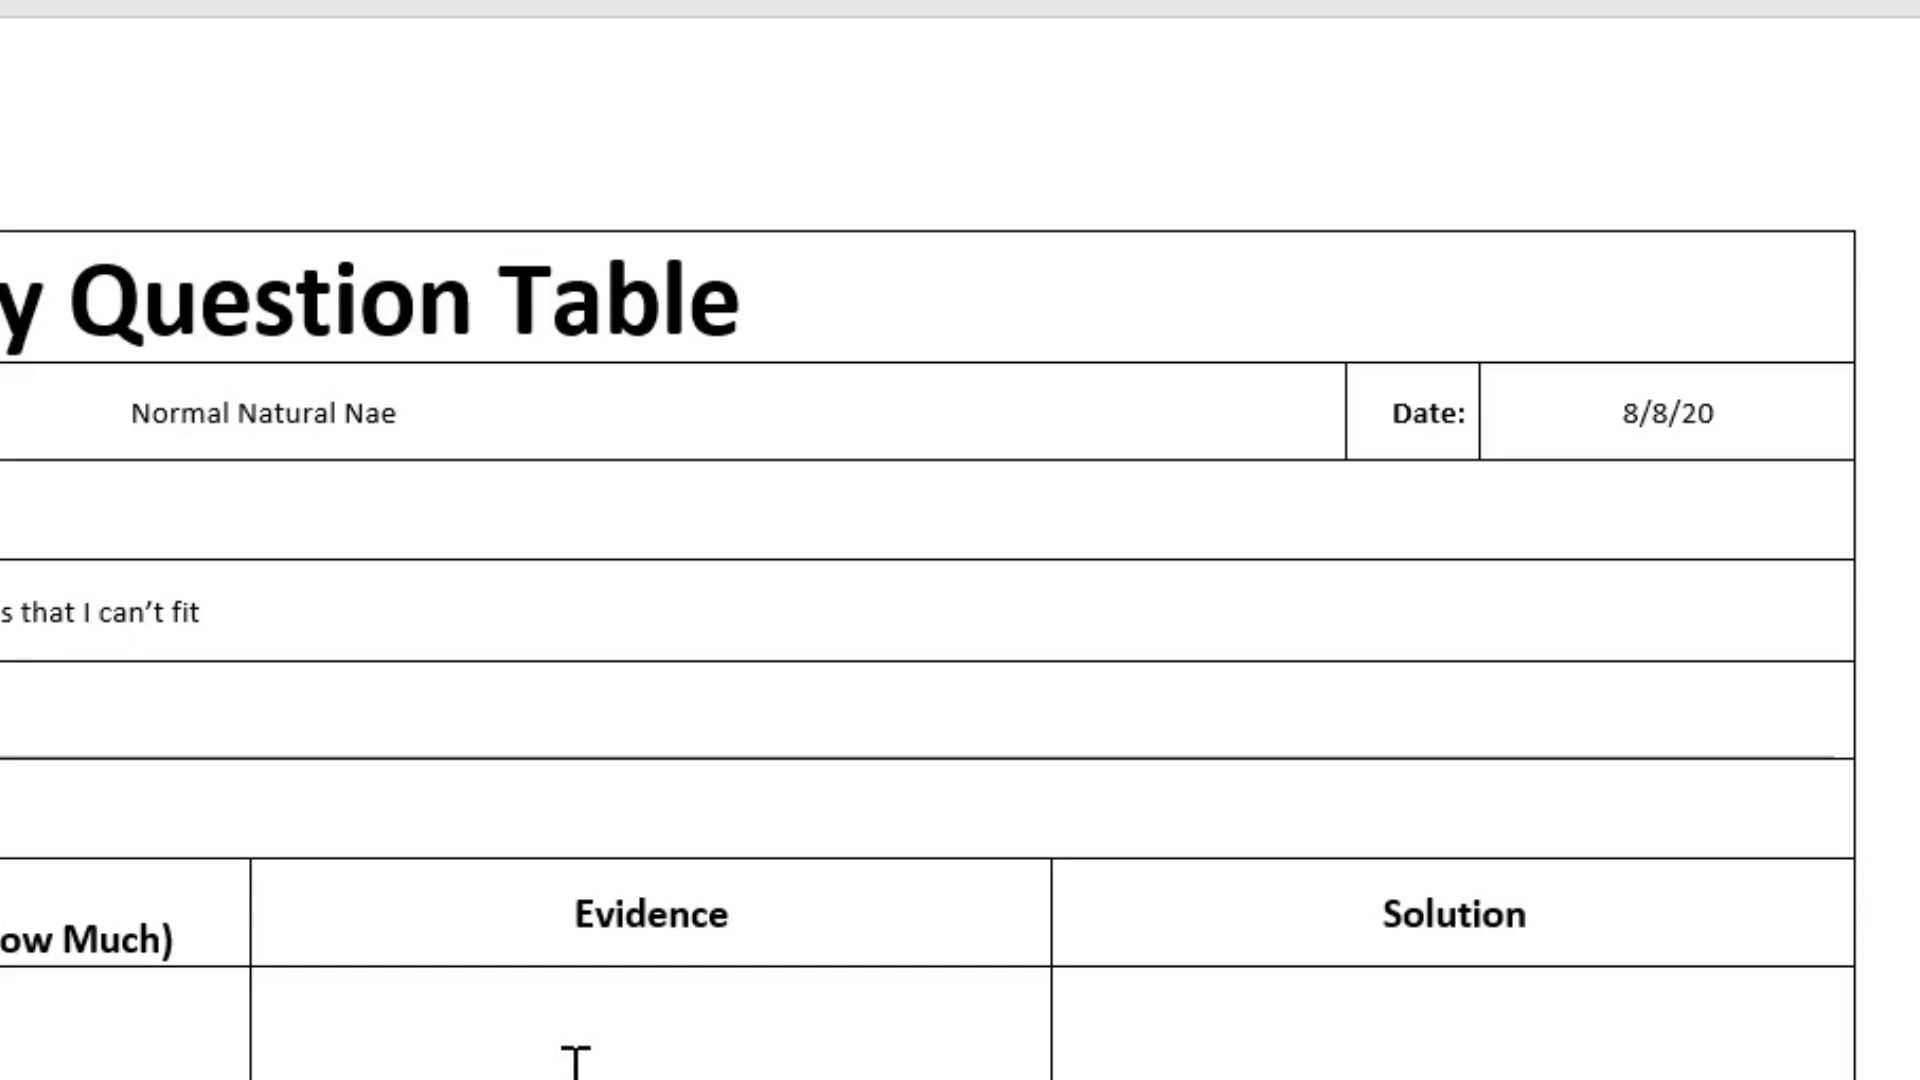 y Question Table
Normal Natural Nae Date: 8/8/20
s that I can’t fit
ow Much) Evidence Solution